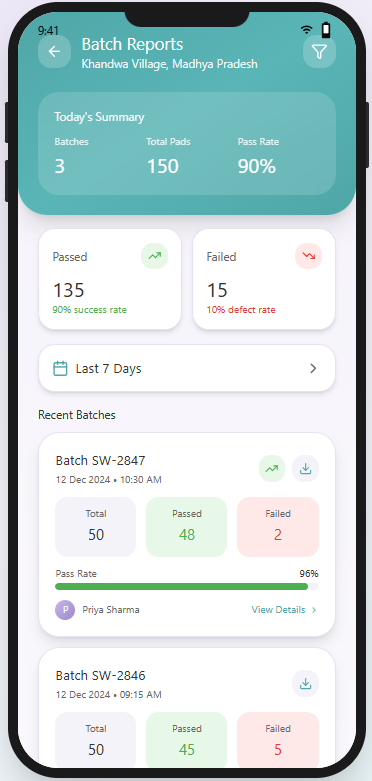 9:41
Batch Reports
Khandwa Village, Madhya Pradesh
Today's Summary
Batches Total Pads Pass Rate
3 150 90%
Passed Failed
135 15
90% success rate 10% defect rate
Last 7 Days
Recent Batches
Batch SW-2847
12 Dec 2024 • 10:30 AM
Total Passed Failed
50 48 2
Pass Rate 96%
P Priya Sharma View Details
Batch SW-2846
12 Dec 2024 • 09:15 AM
Total Passed Failed
50 45 5